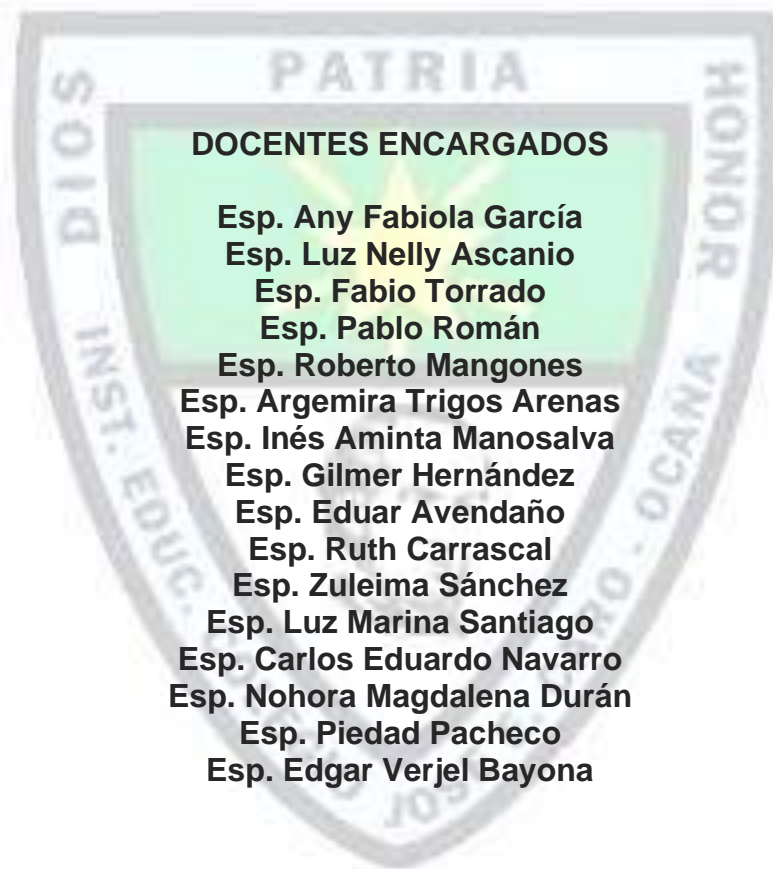 PATRIA
DIOS
HONOR
DOCENTES ENCARGADOS
Esp. Any Fabiola García
Esp. Luz Nelly Ascanio
Esp. Fabio Torrado
Esp. Pablo Román
Esp. Roberto Mangones
Esp. Argemira Trigos Arenas
Esp. Inés Aminta Manosalva
Esp. Gilmer Hernández
Esp. Eduar Avendaño
Esp. Ruth Carrascal
Esp. Zuleima Sánchez
Esp. Luz Marina Santiago
Esp. Carlos Eduardo Navarro
Esp. Nohora Magdalena Durán
Esp. Piedad Pacheco
Esp. Edgar Verjel Bayona
INST. EDUC.
OCAÑA